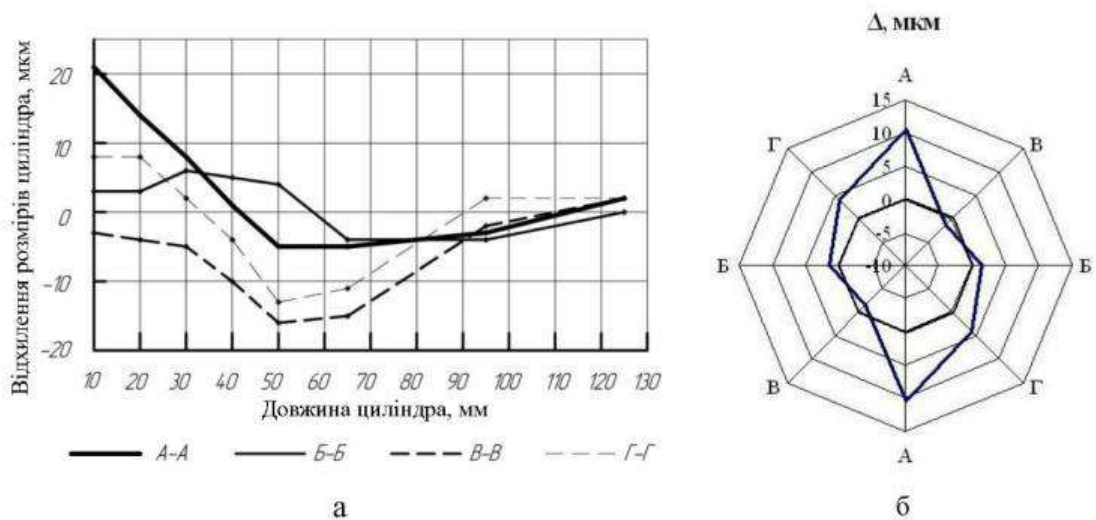 Відхилення розмірів циліндра, мкм
20
10
0
-10
-20
10 20 30 40 50 60 70 80 90 100 110 120 130
Довжина циліндра, мм
А-А Б-Б В-В Г-Г
а
Δ, мкм
А
15
Г 10 В
5
0
-5
Б -10 Б
В Г
А
б